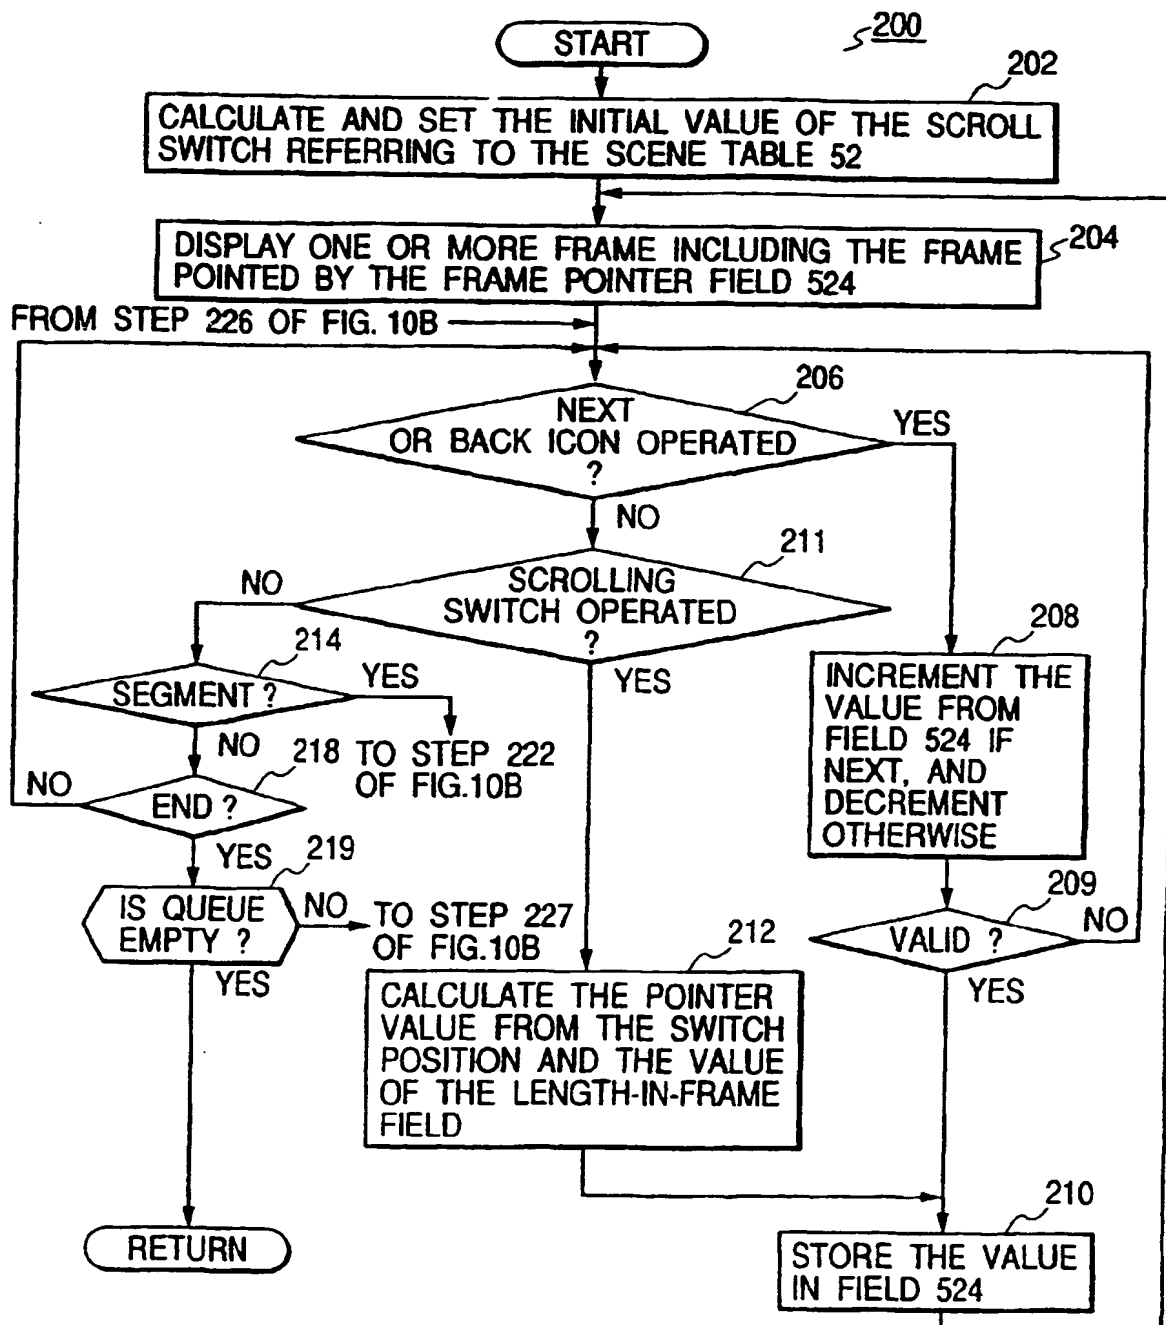 START
200
202
CALCULATE AND SET THE INITIAL VALUE OF THE SCROLL
SWITCH REFERRING TO THE SCENE TABLE 52
204
DISPLAY ONE OR MORE FRAME INCLUDING THE FRAME
POINTED BY THE FRAME POINTER FIELD 524
FROM STEP 226 OF FIG. 10B
206
NEXT
OR BACK ICON OPERATED
?
YES
NO
211
SCROLLING
SWITCH OPERATED
?
NO
YES
208
INCREMENT THE
VALUE FROM
FIELD 524 IF
NEXT, AND
DECREMENT
OTHERWISE
214
SEGMENT ?
YES
NO
TO STEP 222
OF FIG.10B
218
END ?
NO
YES
219
IS QUEUE
EMPTY ?
NO
TO STEP 227
OF FIG.10B
YES
209
VALID ?
NO
YES
212
CALCULATE THE POINTER
VALUE FROM THE SWITCH
POSITION AND THE VALUE
OF THE LENGTH-IN-FRAME
FIELD
210
STORE THE VALUE
IN FIELD 524
RETURN